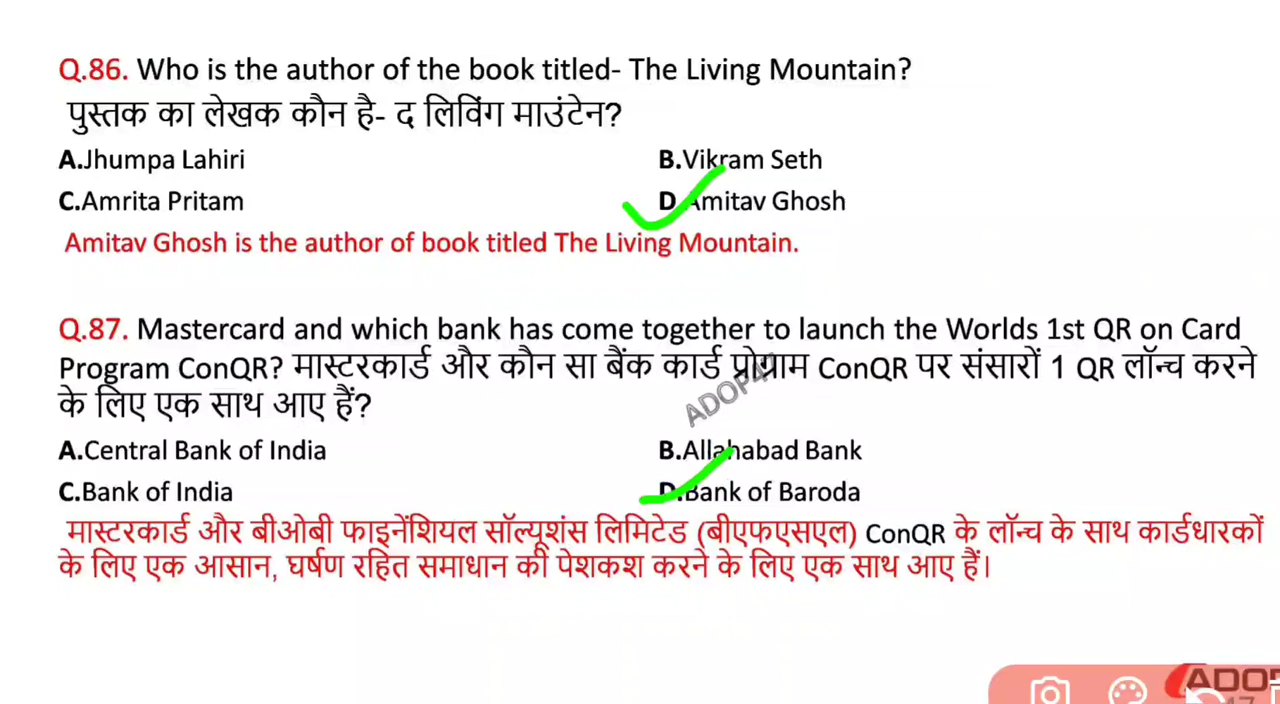 Q.86. Who is the author of the book titled- The Living Mountain?
पुस्तक का लेखक कौन है- द लिविंग माउंटेन?
A.Jhumpa Lahiri B.Vikram Seth
C.Amrita Pritam D.Amitav Ghosh
Amitav Ghosh is the author of book titled The Living Mountain.
Q.87. Mastercard and which bank has come together to launch the Worlds 1st QR on Card
Program ConQR? मास्टरकार्ड और कौन सा बैंक कार्ड प्रोग्राम ConQR पर संसारों 1 QR लॉन्च करने
के लिए एक साथ आए हैं?
ADOP47
A.Central Bank of India B.Allahabad Bank
C.Bank of India D.Bank of Baroda
मास्टरकार्ड और बीओबी फाइनेंशियल सॉल्यूशंस लिमिटेड (बीएफएसएल) ConQR के लॉन्च के साथ कार्डधारकों
के लिए एक आसान, घर्षण रहित समाधान की पेशकश करने के लिए एक साथ आए हैं।
ADOP
47